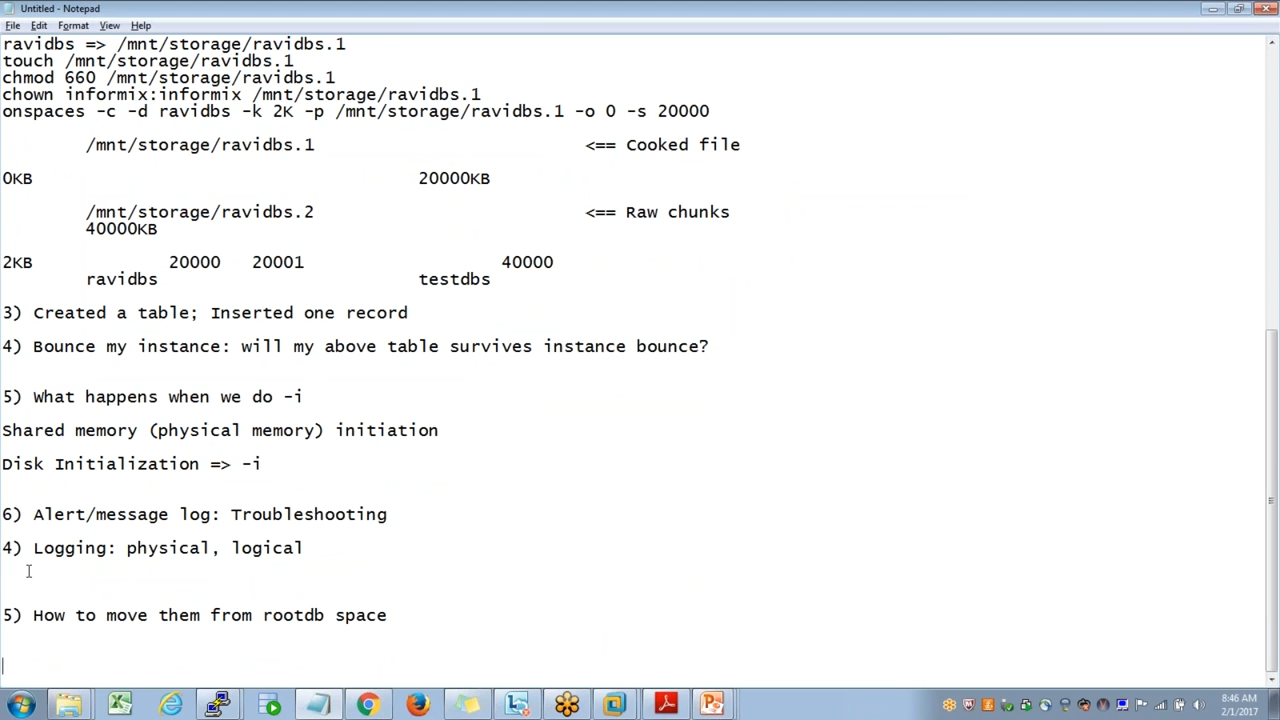 Untitled - Notepad
File Edit Format View Help
ravidbs => /mnt/storage/ravidbs.1
touch /mnt/storage/ravidbs.1
chmod 660 /mnt/storage/ravidbs.1
chown informix:informix /mnt/storage/ravidbs.1
onspaces -c -d ravidbs -k 2K -p /mnt/storage/ravidbs.1 -o 0 -s 20000
/mnt/storage/ravidbs.1 <== Cooked file
0KB 20000KB
/mnt/storage/ravidbs.2 <== Raw chunks
40000KB
2KB 20000 20001 40000
ravidbs testdbs
3) Created a table; Inserted one record
4) Bounce my instance: will my above table survives instance bounce?
5) What happens when we do -i
Shared memory (physical memory) initiation
Disk Initialization => -i
6) Alert/message log: Troubleshooting
4) Logging: physical, logical
5) How to move them from rootdb space
8:46 AM
2/1/2017